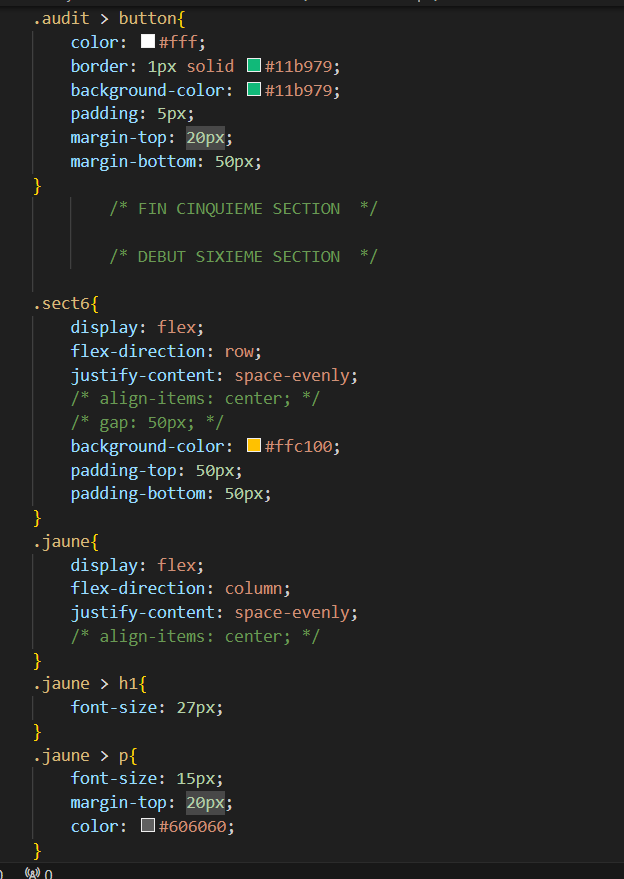 .audit > button{
color: #fff;
border: 1px solid #11b979;
background-color: #11b979;
padding: 5px;
margin-top: 20px;
margin-bottom: 50px;
}
/* FIN CINQUIEME SECTION  */
/* DEBUT SIXIEME SECTION  */
.sect6{
display: flex;
flex-direction: row;
justify-content: space-evenly;
/* align-items: center; */
/* gap: 50px; */
background-color: #ffc100;
padding-top: 50px;
padding-bottom: 50px;
}
.jaune{
display: flex;
flex-direction: column;
justify-content: space-evenly;
/* align-items: center; */
}
.jaune > h1{
font-size: 27px;
}
.jaune > p{
font-size: 15px;
margin-top: 20px;
color: #606060;
}
0